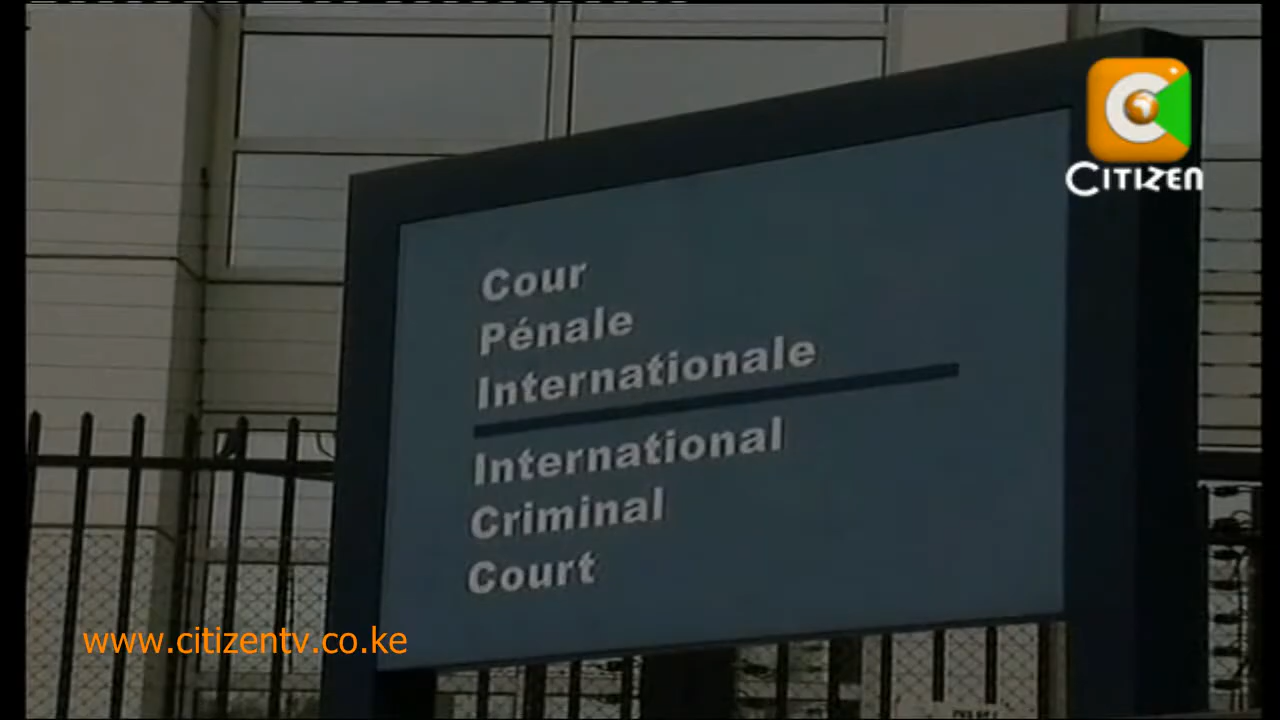 CITIZEN
Cour
Pénale
Internationale
International
Criminal
Court
www.citizentv.co.ke